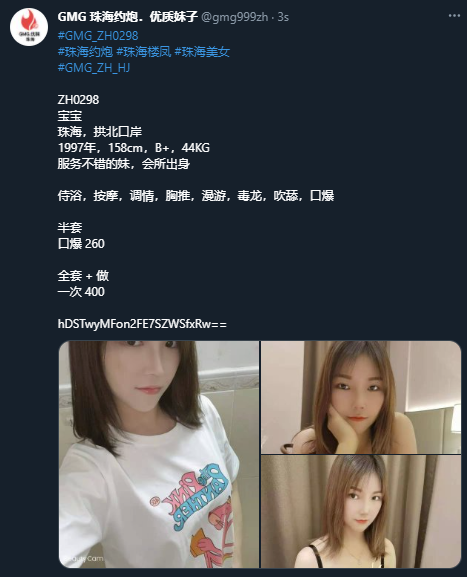 GMG 珠海约炮．优质妹子 @gmg999zh · 3s
#GMG_ZH0298
#珠海约炮 #珠海楼凤 #珠海美女
#GMG_ZH_HJ
ZH0298
宝宝
珠海，拱北口岸
1997年，158cm，B+，44KG
服务不错的妹，会所出身
侍浴，按摩，调情，胸推，漫游，毒龙，吹舔，口爆
半套
口爆 260
全套 + 做
一次 400
hDSTwyMFon2FE7SZWSfxRw==